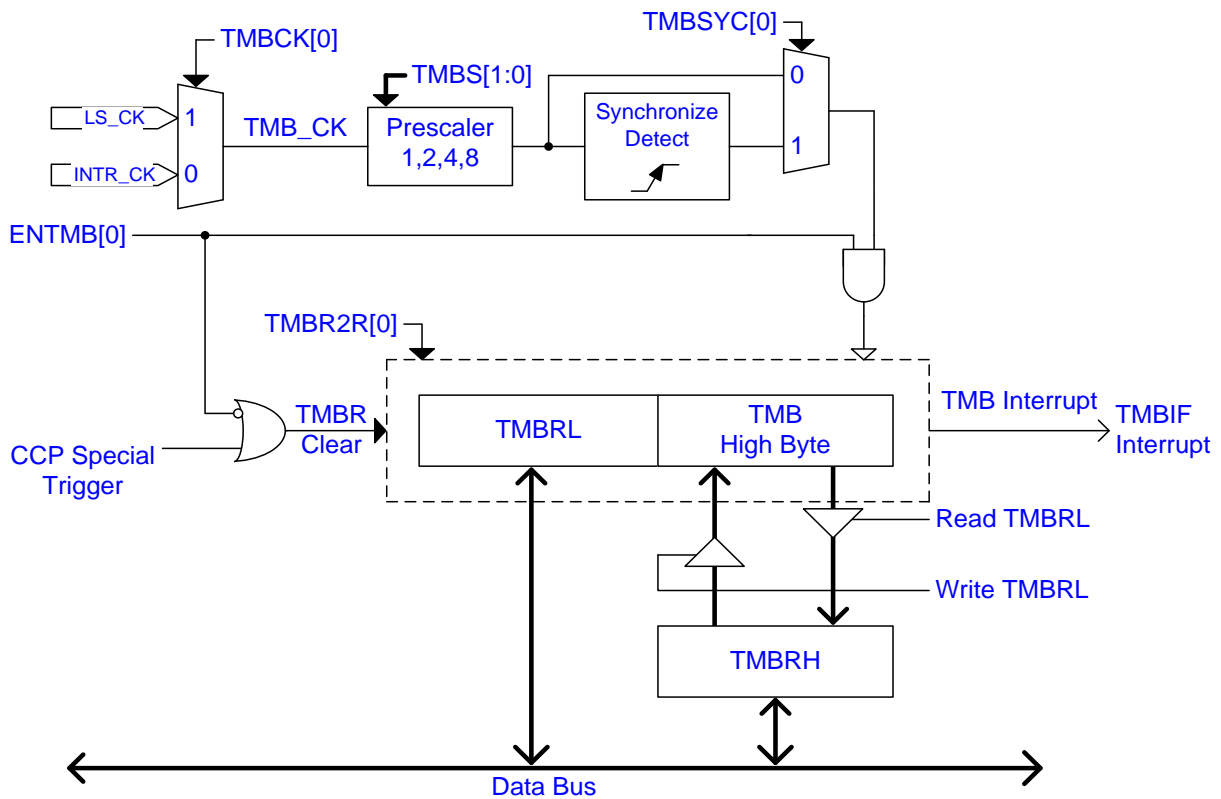 TMBSYC[0]
TMBCK[0]
TMBS[1:0]
0
LS_CK
1
TMB_CK
Prescaler
1,2,4,8
Synchronize
Detect
1
INTR_CK
0
ENTMB[0]
TMBR2R[0]
TMBR
Clear
CCP Special
Trigger
TMBRL
TMB
High Byte
TMB Interrupt
TMBIF
Interrupt
Read TMBRL
Write TMBRL
TMBRH
Data Bus